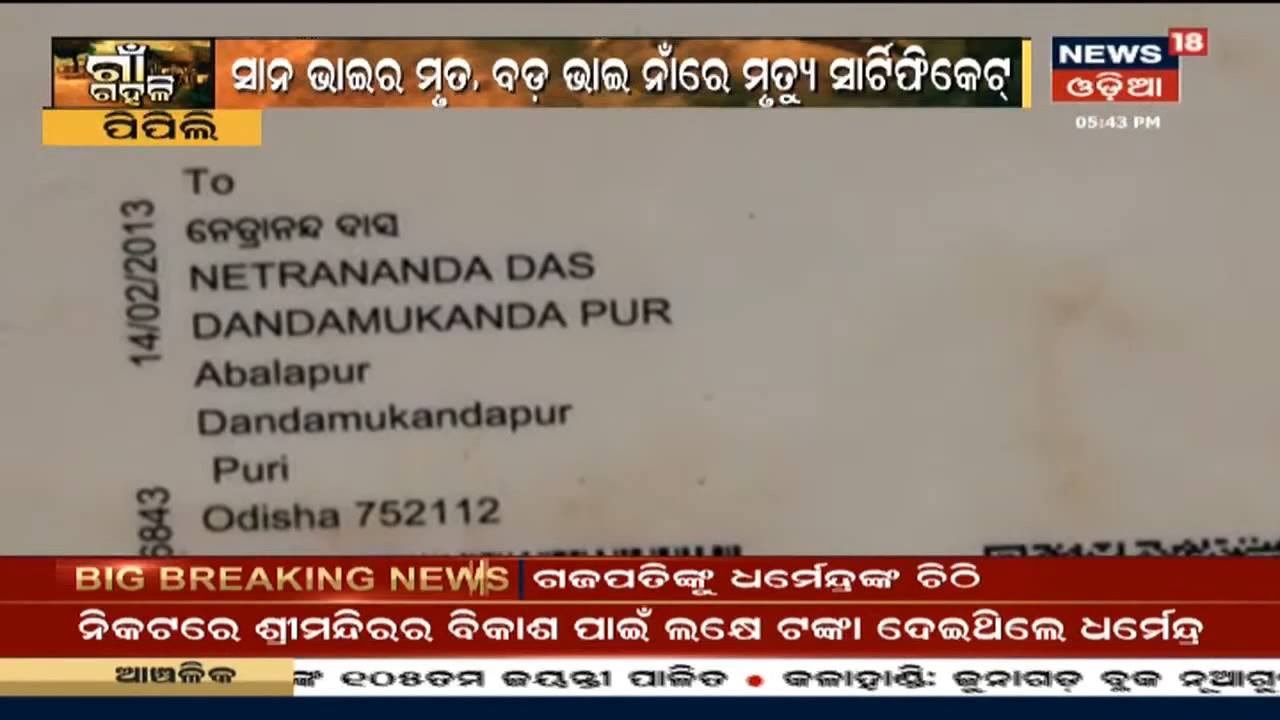 ଗାଁ ଗହଳି
ସାନ ଭାଇର ମୃତ, ବଡ଼ ଭାଇ ନାଁରେ ମୃତ୍ୟୁ ସାର୍ଟିଫିକେଟ୍
NEWS 18
ଓଡ଼ିଆ
05:43 PM
ପିପିଲି
To
ନେତ୍ରାନନ୍ଦ ଦାସ
NETRANANDA DAS
DANDAMUKANDA PUR
Abalapur
Dandamukandapur
Puri
Odisha 752112
14/02/2013
6843
BIG BREAKING NEWS
ଗଜପତିଙ୍କୁ ଧର୍ମେନ୍ଦ୍ରଙ୍କ ଚିଠି
ନିକଟରେ ଶ୍ରୀମନ୍ଦିରର ବିକାଶ ପାଇଁ ଲକ୍ଷେ ଟଙ୍କା ଦେଇଥିଲେ ଧର୍ମେନ୍ଦ୍ର
ଆଞ୍ଚଳିକ
ଙ୍କ ୧୦୫ତମ ଜୟନ୍ତୀ ପାଳିତ • କଳାହାଣ୍ଡି: ଜୁନାଗଡ଼ ବ୍ଲକ